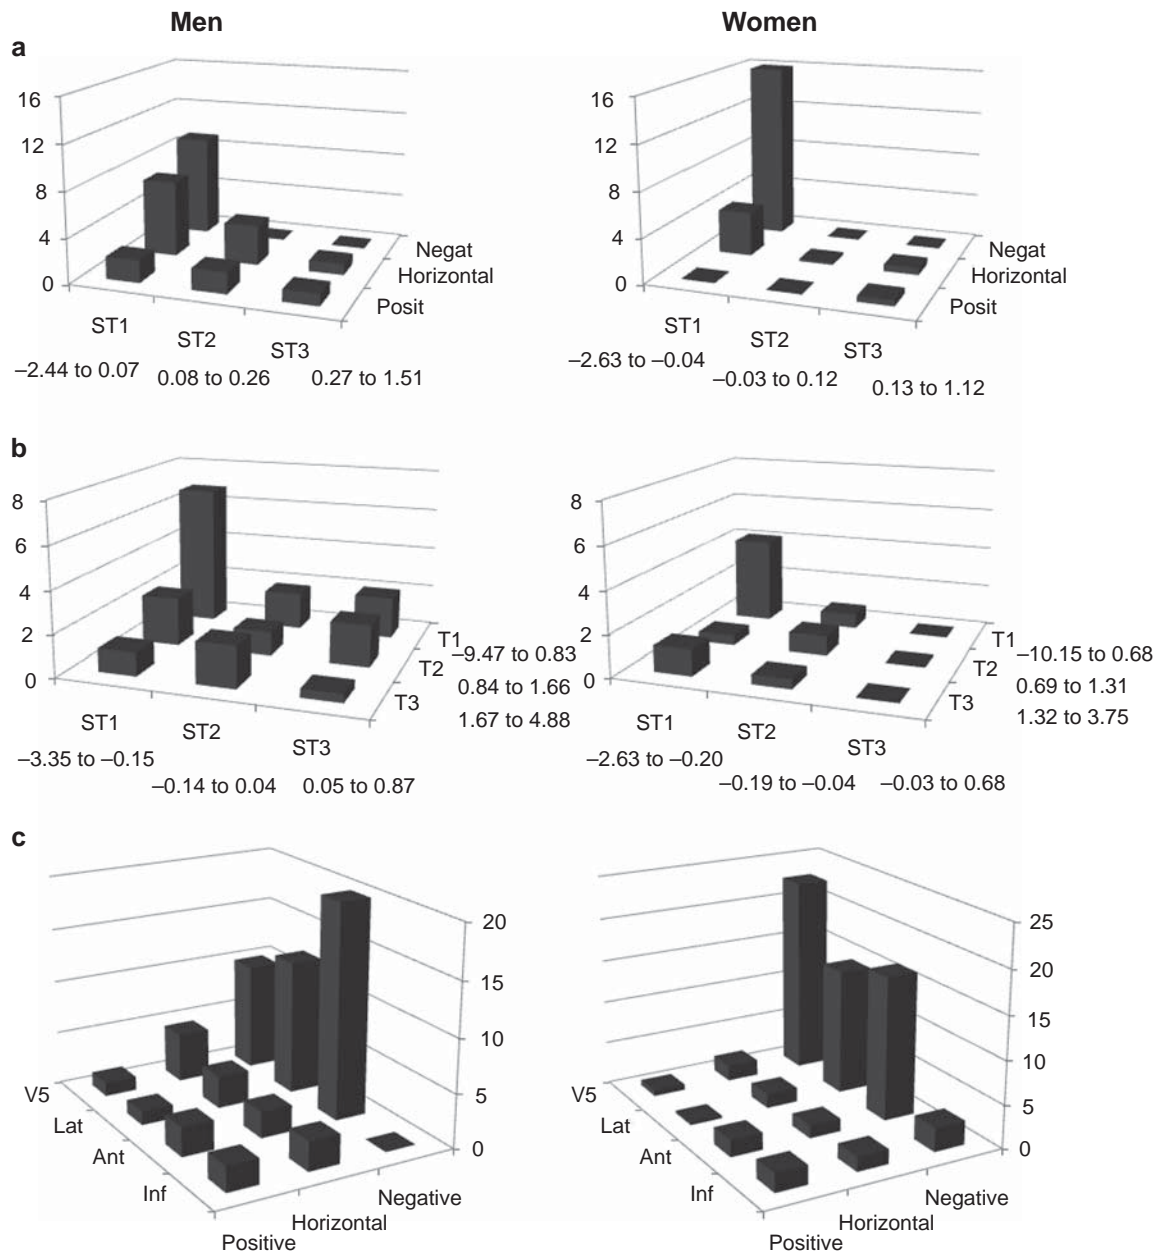 Men
Women
a
16
12
8
4
0
Negat
Horizontal
Posit
ST1
ST2
ST3
–2.44 to 0.07
0.08 to 0.26
0.27 to 1.51
16
12
8
4
0
Negat
Horizontal
Posit
ST1
ST2
ST3
–2.63 to –0.04
–0.03 to 0.12
0.13 to 1.12
b
8
6
4
2
0
T1
–9.47 to 0.83
T2
0.84 to 1.66
T3
1.67 to 4.88
ST1
ST2
ST3
–3.35 to –0.15
–0.14 to 0.04
0.05 to 0.87
8
6
4
2
0
T1
–10.15 to 0.68
T2
0.69 to 1.31
T3
1.32 to 3.75
ST1
ST2
ST3
–2.63 to –0.20
–0.19 to –0.04
–0.03 to 0.68
c
20
15
10
5
0
V5
Lat
Ant
Inf
Negative
Horizontal
Positive
25
20
15
10
5
0
V5
Lat
Ant
Inf
Negative
Horizontal
Positive